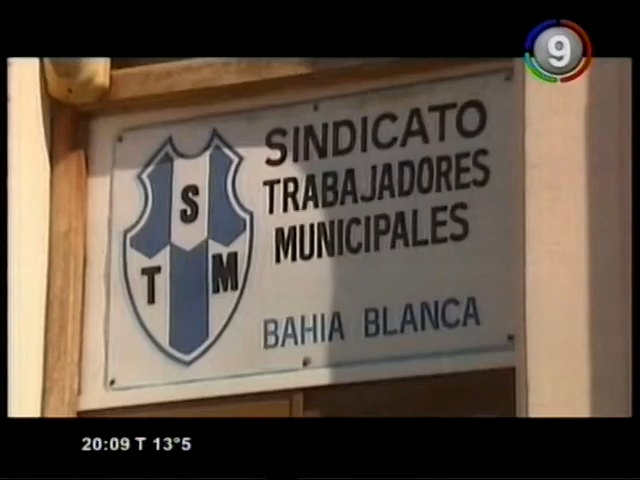 9
SINDICATO
TRABAJADORES
MUNICIPALES
BAHIA BLANCA
S
T M
20:09 T 13°5